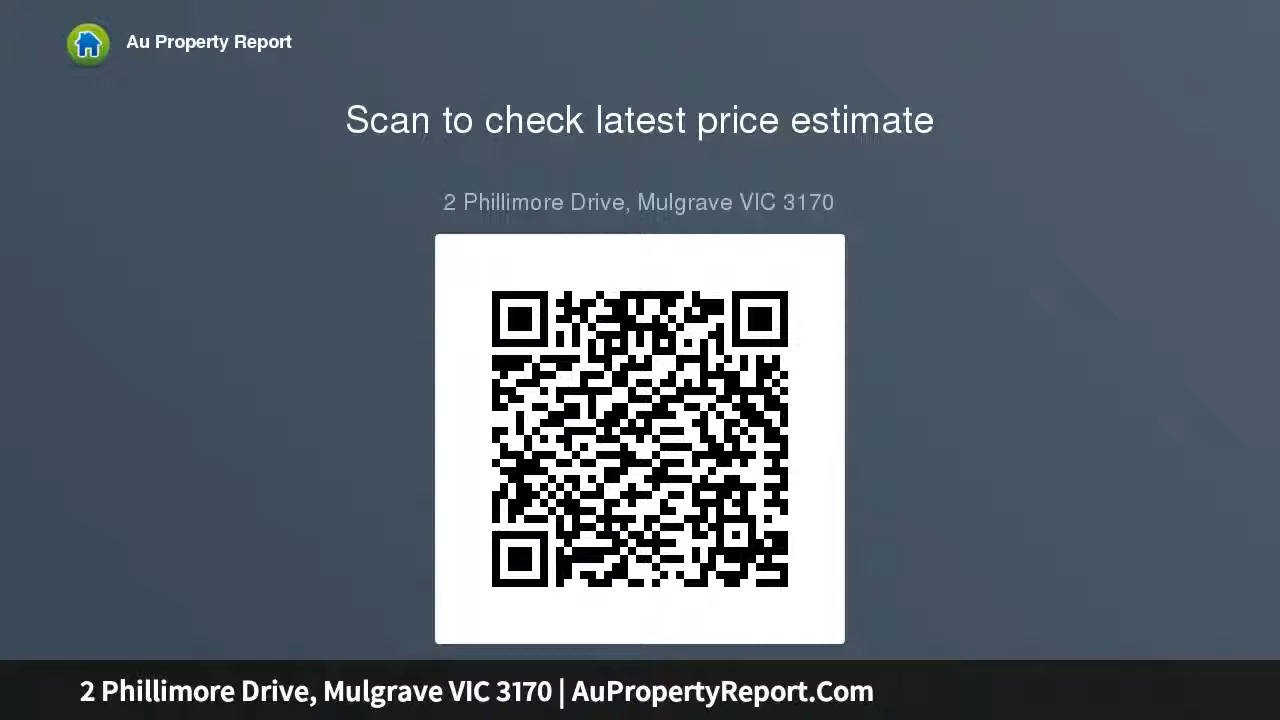 Au Property Report
Scan to check latest price estimate
2 Phillimore Drive, Mulgrave VIC 3170
2 Phillimore Drive, Mulgrave VIC 3170 | AuPropertyReport.Com